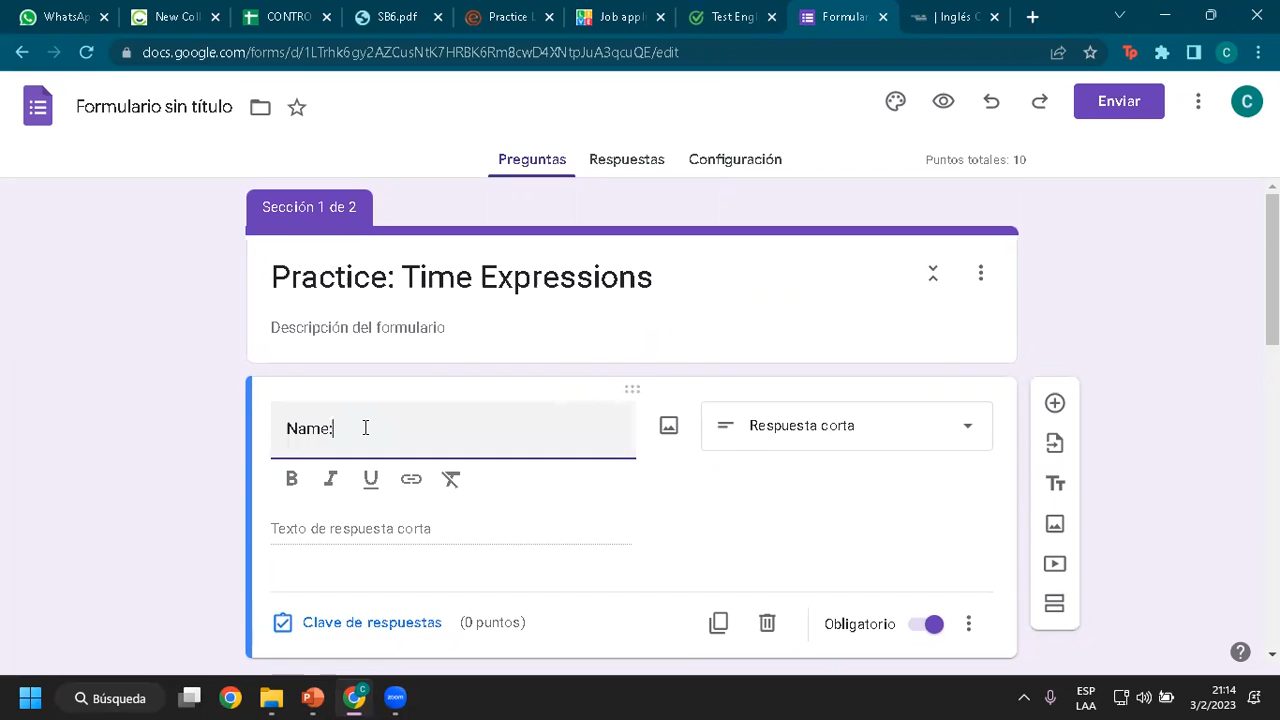 WhatsA
New Coll
CONTRO
SB6.pdf
Practice L
Job appli
Test Engl
Formular
| Inglés C
docs.google.com/forms/d/1LTrhk6gy2AZCusNtK7HRBK6Rm8cwD4XNtpJuA3qcuQE/edit
Formulario sin título
Enviar
C
Preguntas
Respuestas
Configuración
Puntos totales: 10
Sección 1 de 2
Practice: Time Expressions
Descripción del formulario
Name:
Respuesta corta
B I U
Texto de respuesta corta
Clave de respuestas (0 puntos)
Obligatorio
Búsqueda
zoom
ESP
LAA
21:14
3/2/2023